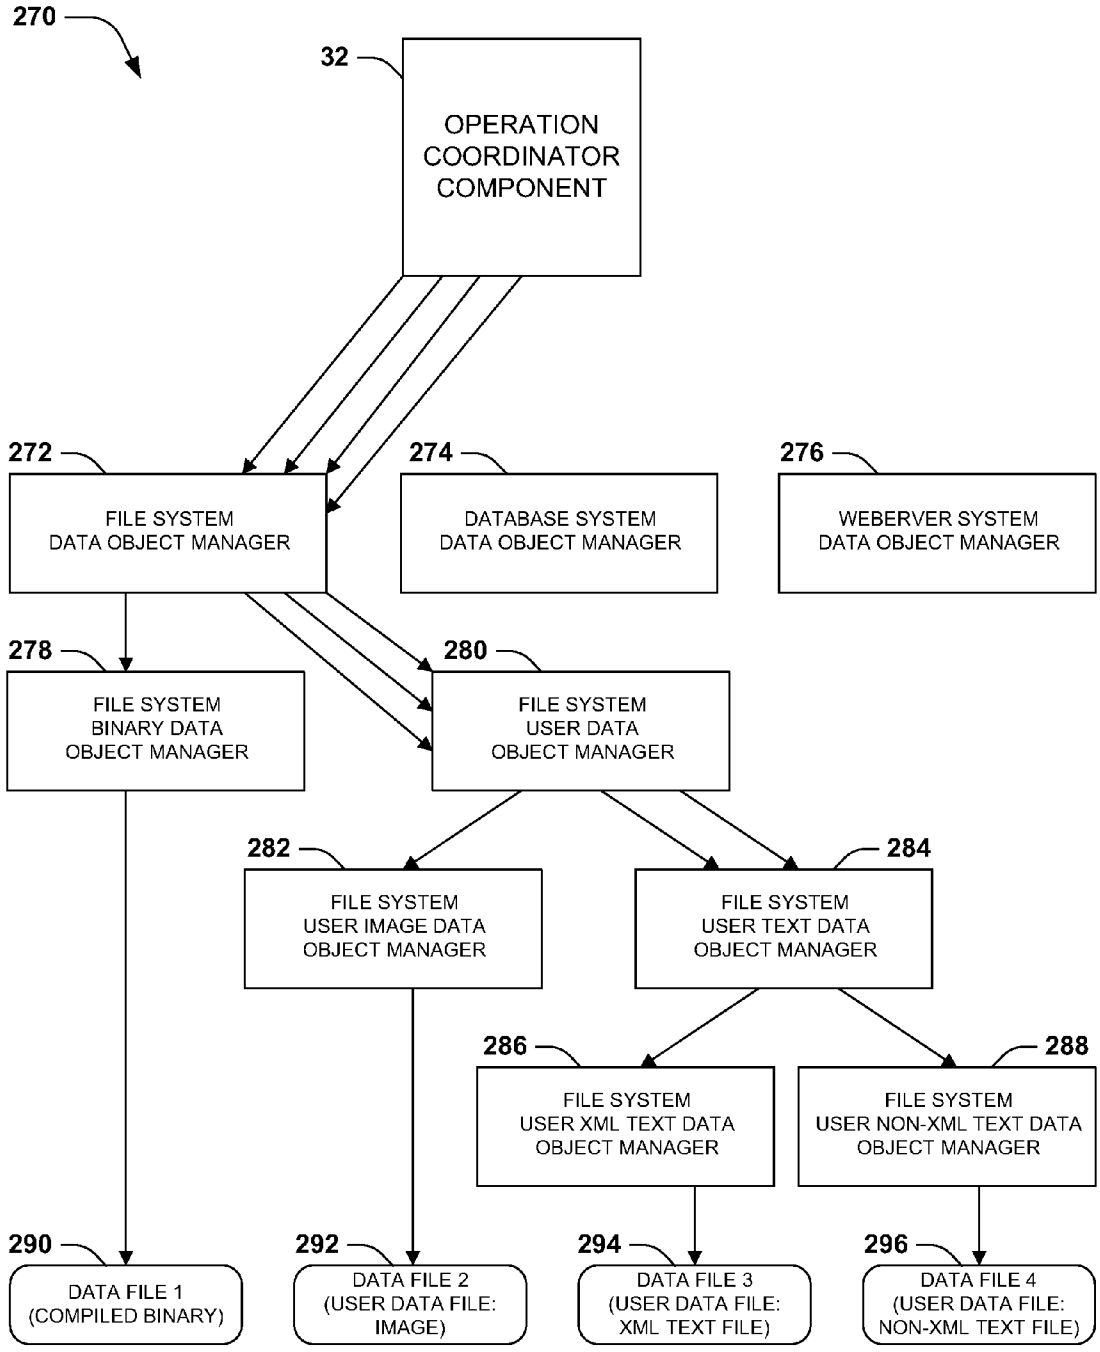 270
32
OPERATION
COORDINATOR
COMPONENT
272
274
276
FILE SYSTEM
DATA OBJECT MANAGER
DATABASE SYSTEM
DATA OBJECT MANAGER
WEBERVER SYSTEM
DATA OBJECT MANAGER
278
280
FILE SYSTEM
BINARY DATA
OBJECT MANAGER
FILE SYSTEM
USER DATA
OBJECT MANAGER
282
284
FILE SYSTEM
USER IMAGE DATA
OBJECT MANAGER
FILE SYSTEM
USER TEXT DATA
OBJECT MANAGER
286
288
FILE SYSTEM
USER XML TEXT DATA
OBJECT MANAGER
FILE SYSTEM
USER NON-XML TEXT DATA
OBJECT MANAGER
290
292
294
296
DATA FILE 1
(COMPILED BINARY)
DATA FILE 2
(USER DATA FILE:
IMAGE)
DATA FILE 3
(USER DATA FILE:
XML TEXT FILE)
DATA FILE 4
(USER DATA FILE:
NON-XML TEXT FILE)